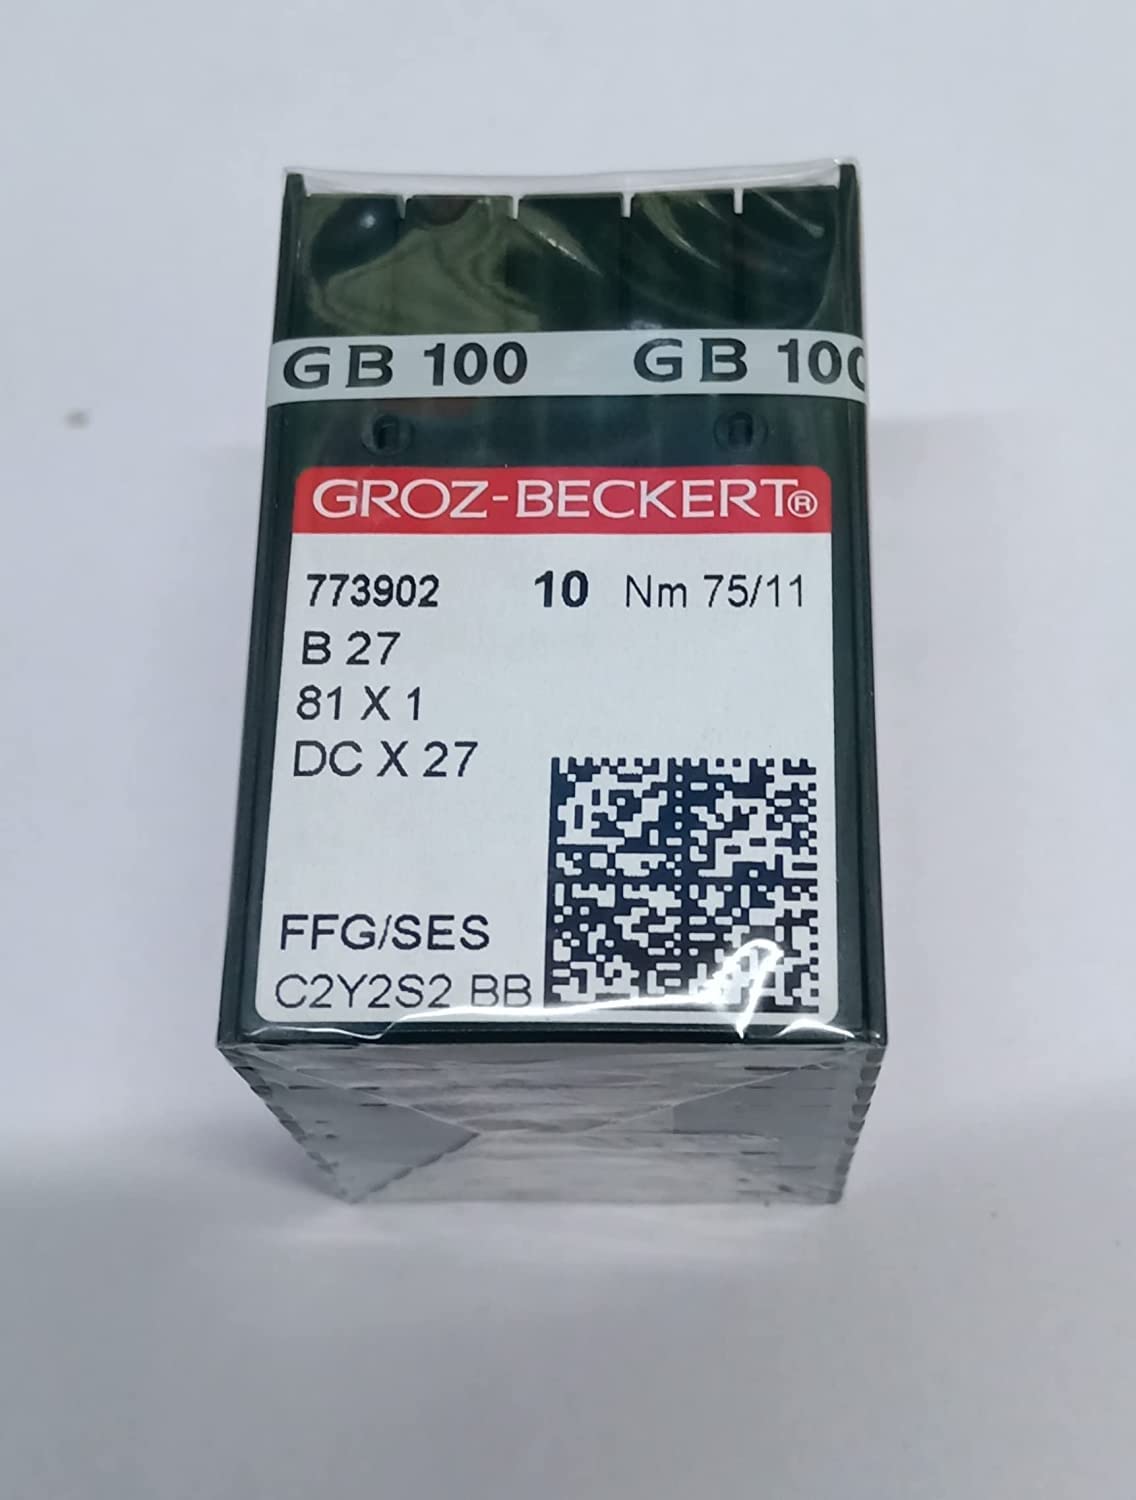 GB 100 GB 100
GROZ-BECKERT®
773902 10 Nm 75/11
B 27
81 X 1
DC X 27
FFG/SES
C2Y2S2 BB